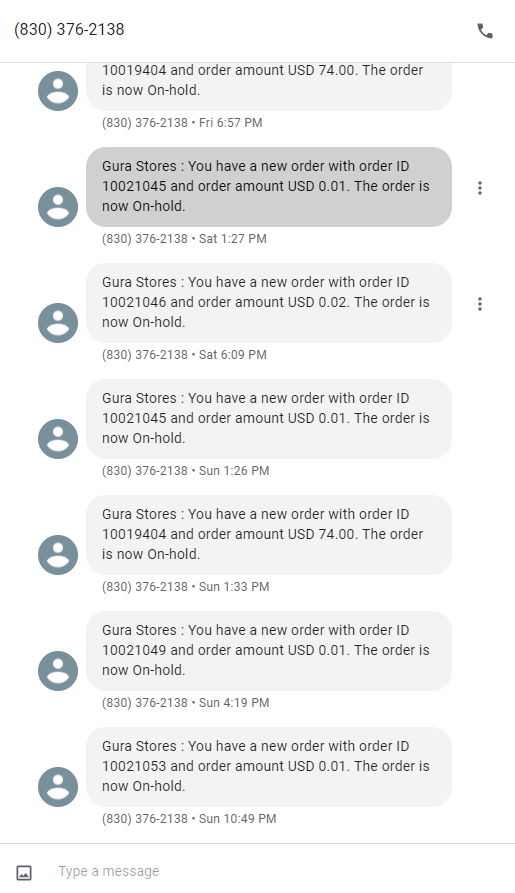 (830) 376-2138
10019404 and order amount USD 74.00. The order
is now On-hold.
(830) 376-2138 • Fri 6:57 PM
Gura Stores : You have a new order with order ID
10021045 and order amount USD 0.01. The order is
now On-hold.
(830) 376-2138 • Sat 1:27 PM
Gura Stores : You have a new order with order ID
10021046 and order amount USD 0.02. The order is
now On-hold.
(830) 376-2138 • Sat 6:09 PM
Gura Stores : You have a new order with order ID
10021045 and order amount USD 0.01. The order is
now On-hold.
(830) 376-2138 • Sun 1:26 PM
Gura Stores : You have a new order with order ID
10019404 and order amount USD 74.00. The order
is now On-hold.
(830) 376-2138 • Sun 1:33 PM
Gura Stores : You have a new order with order ID
10021049 and order amount USD 0.01. The order is
now On-hold.
(830) 376-2138 • Sun 4:19 PM
Gura Stores : You have a new order with order ID
10021053 and order amount USD 0.01. The order is
now On-hold.
(830) 376-2138 • Sun 10:49 PM
Type a message